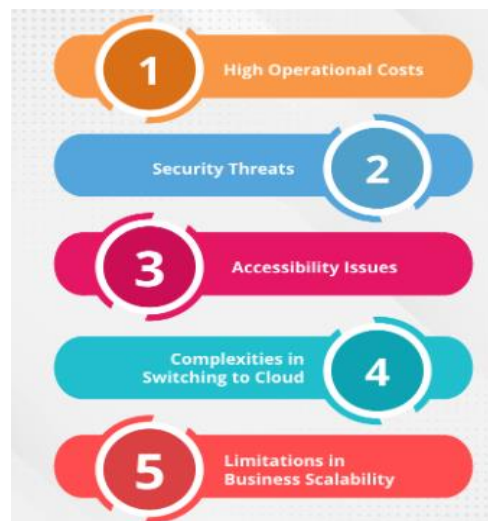 1
High Operational Costs
Security Threats
2
3
Accessibility Issues
Complexities in
Switching to Cloud
4
5
Limitations in
Business Scalability